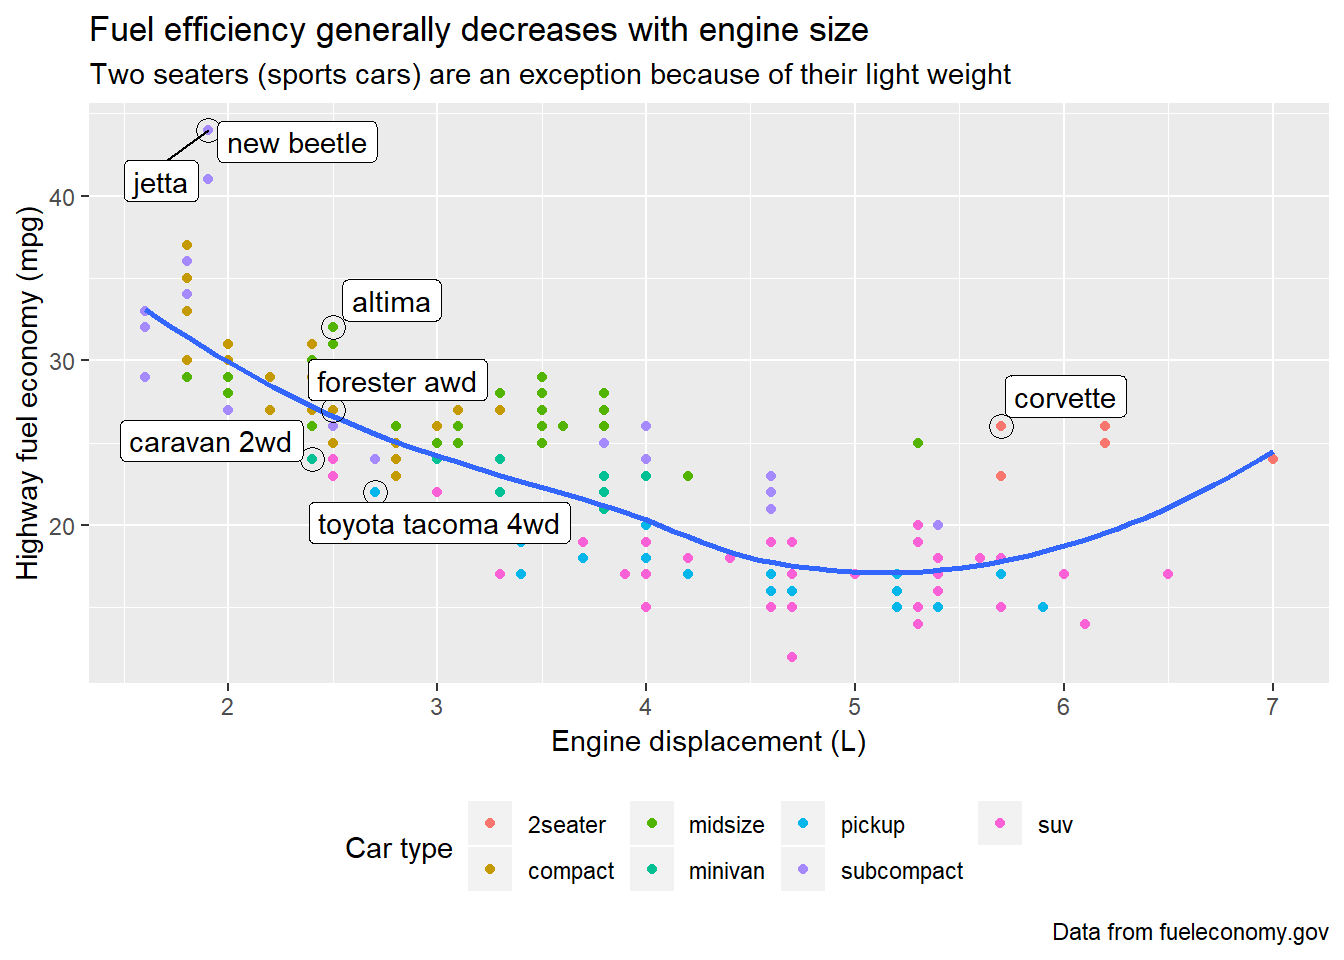 Fuel efficiency generally decreases with engine size
Two seaters (sports cars) are an exception because of their light weight
Highway fuel economy (mpg)
40
30
20
new beetle
jetta
altima
forester awd
corvette
caravan 2wd
toyota tacoma 4wd
2 3 4 5 6 7
Engine displacement (L)
Car type
2seater midsize pickup suv
compact minivan subcompact
Data from fueleconomy.gov